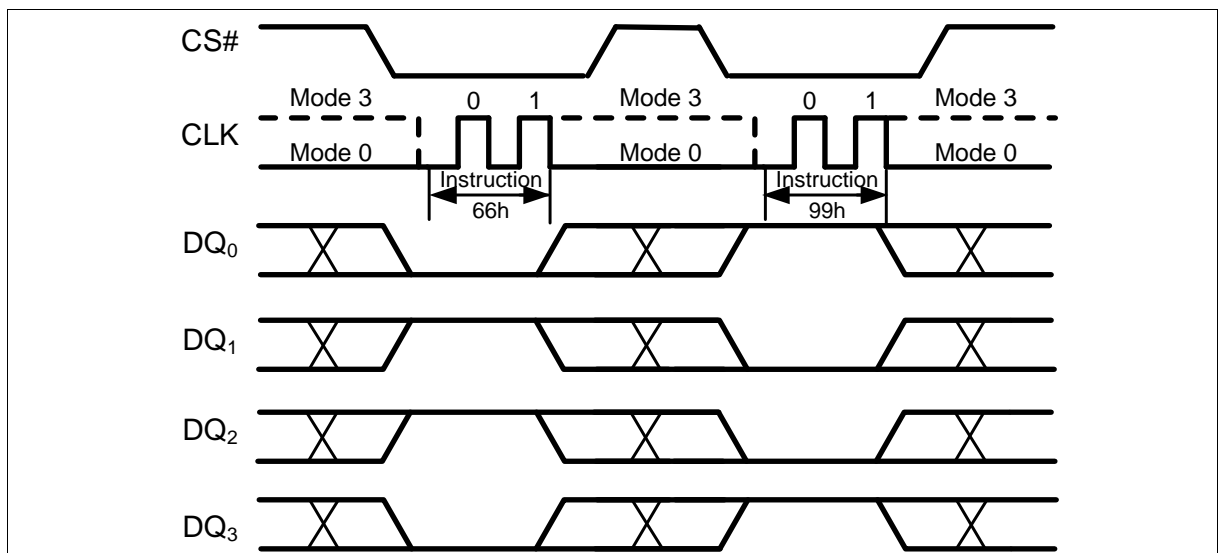 CS#
Mode 3 0 1 Mode 3 0 1 Mode 3
CLK
Mode 0 Mode 0 Mode 0
Instruction Instruction
66h 99h
DQ0
DQ1
DQ2
DQ3